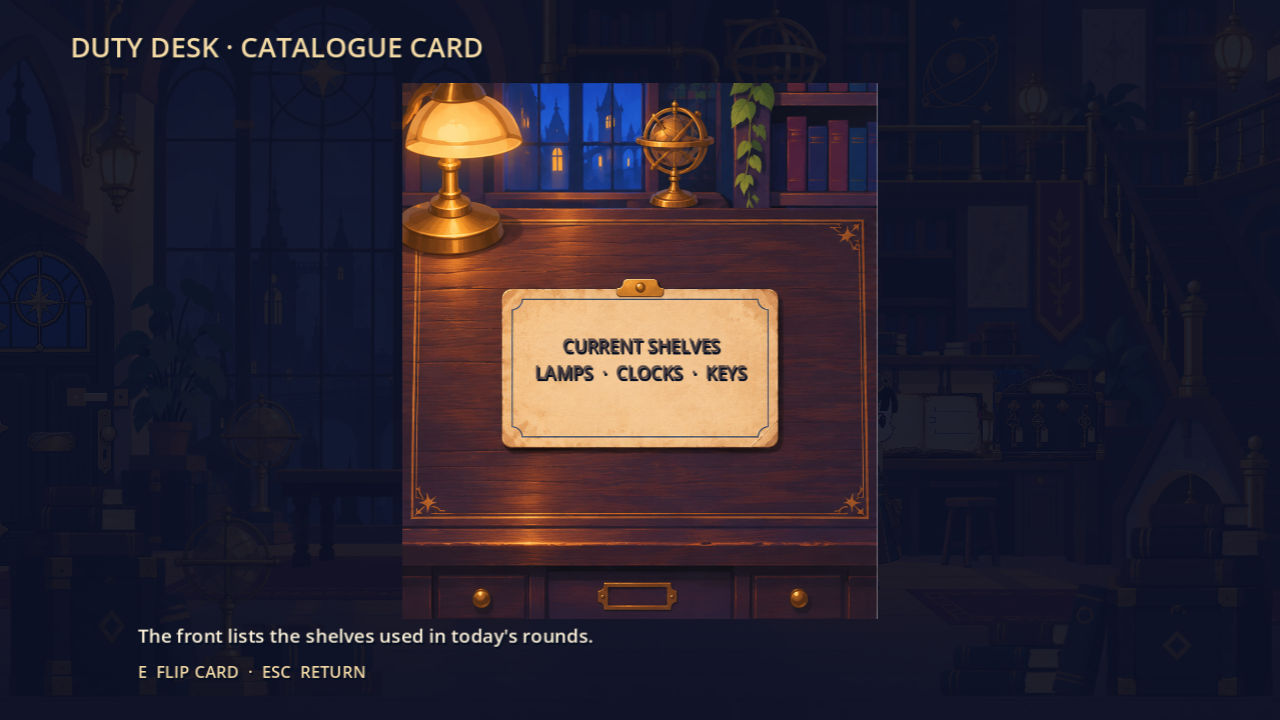 DUTY DESK · CATALOGUE CARD
CURRENT SHELVES
LAMPS · CLOCKS · KEYS
The front lists the shelves used in today's rounds.
E FLIP CARD · ESC RETURN